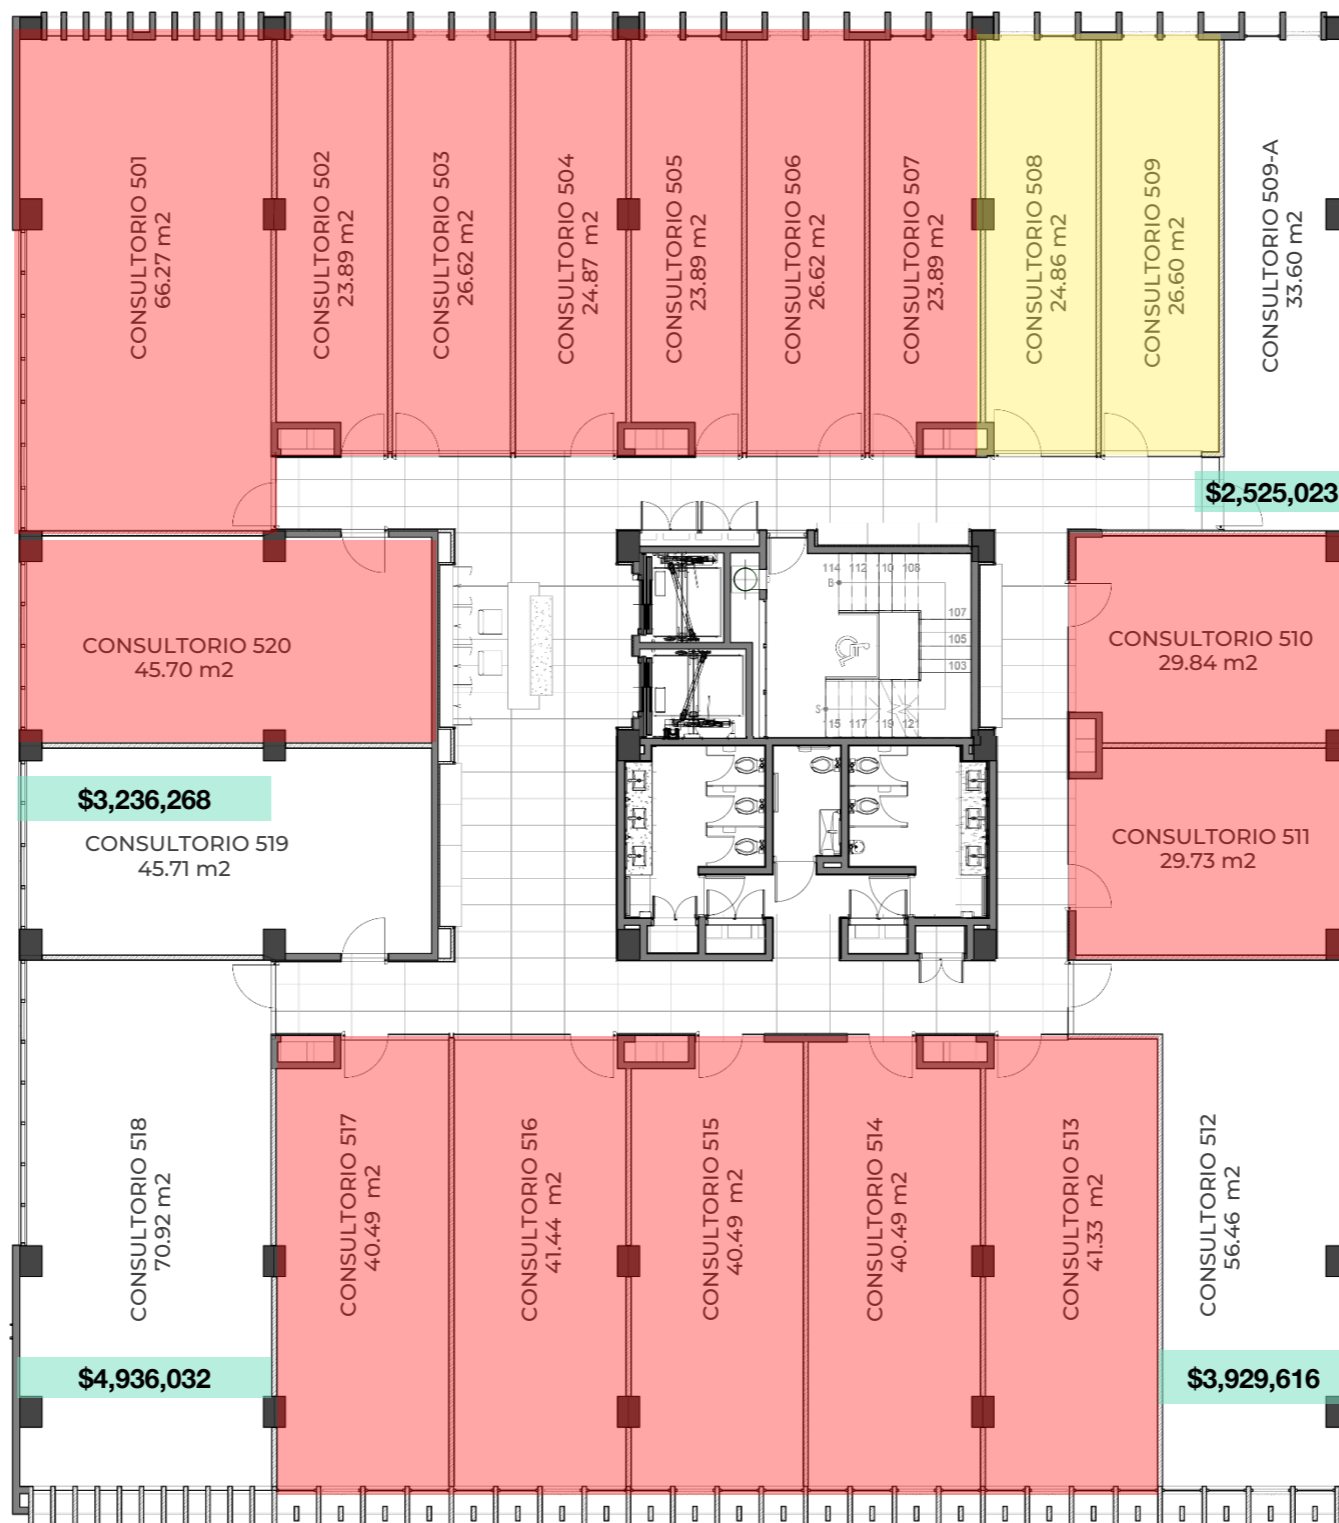 CONSULTORIO 501
66.27 m2
CONSULTORIO 502
23.89 m2
CONSULTORIO 503
26.62 m2
CONSULTORIO 504
24.87 m2
CONSULTORIO 505
23.89 m2
CONSULTORIO 506
26.62 m2
CONSULTORIO 507
23.89 m2
CONSULTORIO 508
24.86 m2
CONSULTORIO 509
26.60 m2
CONSULTORIO 509-A
33.60 m2
$2,525,023
CONSULTORIO 520
45.70 m2
114 112 110 108
B
107
105
103
S
115 117 119 121
CONSULTORIO 510
29.84 m2
$3,236,268
CONSULTORIO 519
45.71 m2
CONSULTORIO 511
29.73 m2
CONSULTORIO 518
70.92 m2
$4,936,032
CONSULTORIO 517
40.49 m2
CONSULTORIO 516
41.44 m2
CONSULTORIO 515
40.49 m2
CONSULTORIO 514
40.49 m2
CONSULTORIO 513
41.33 m2
CONSULTORIO 512
56.46 m2
$3,929,616